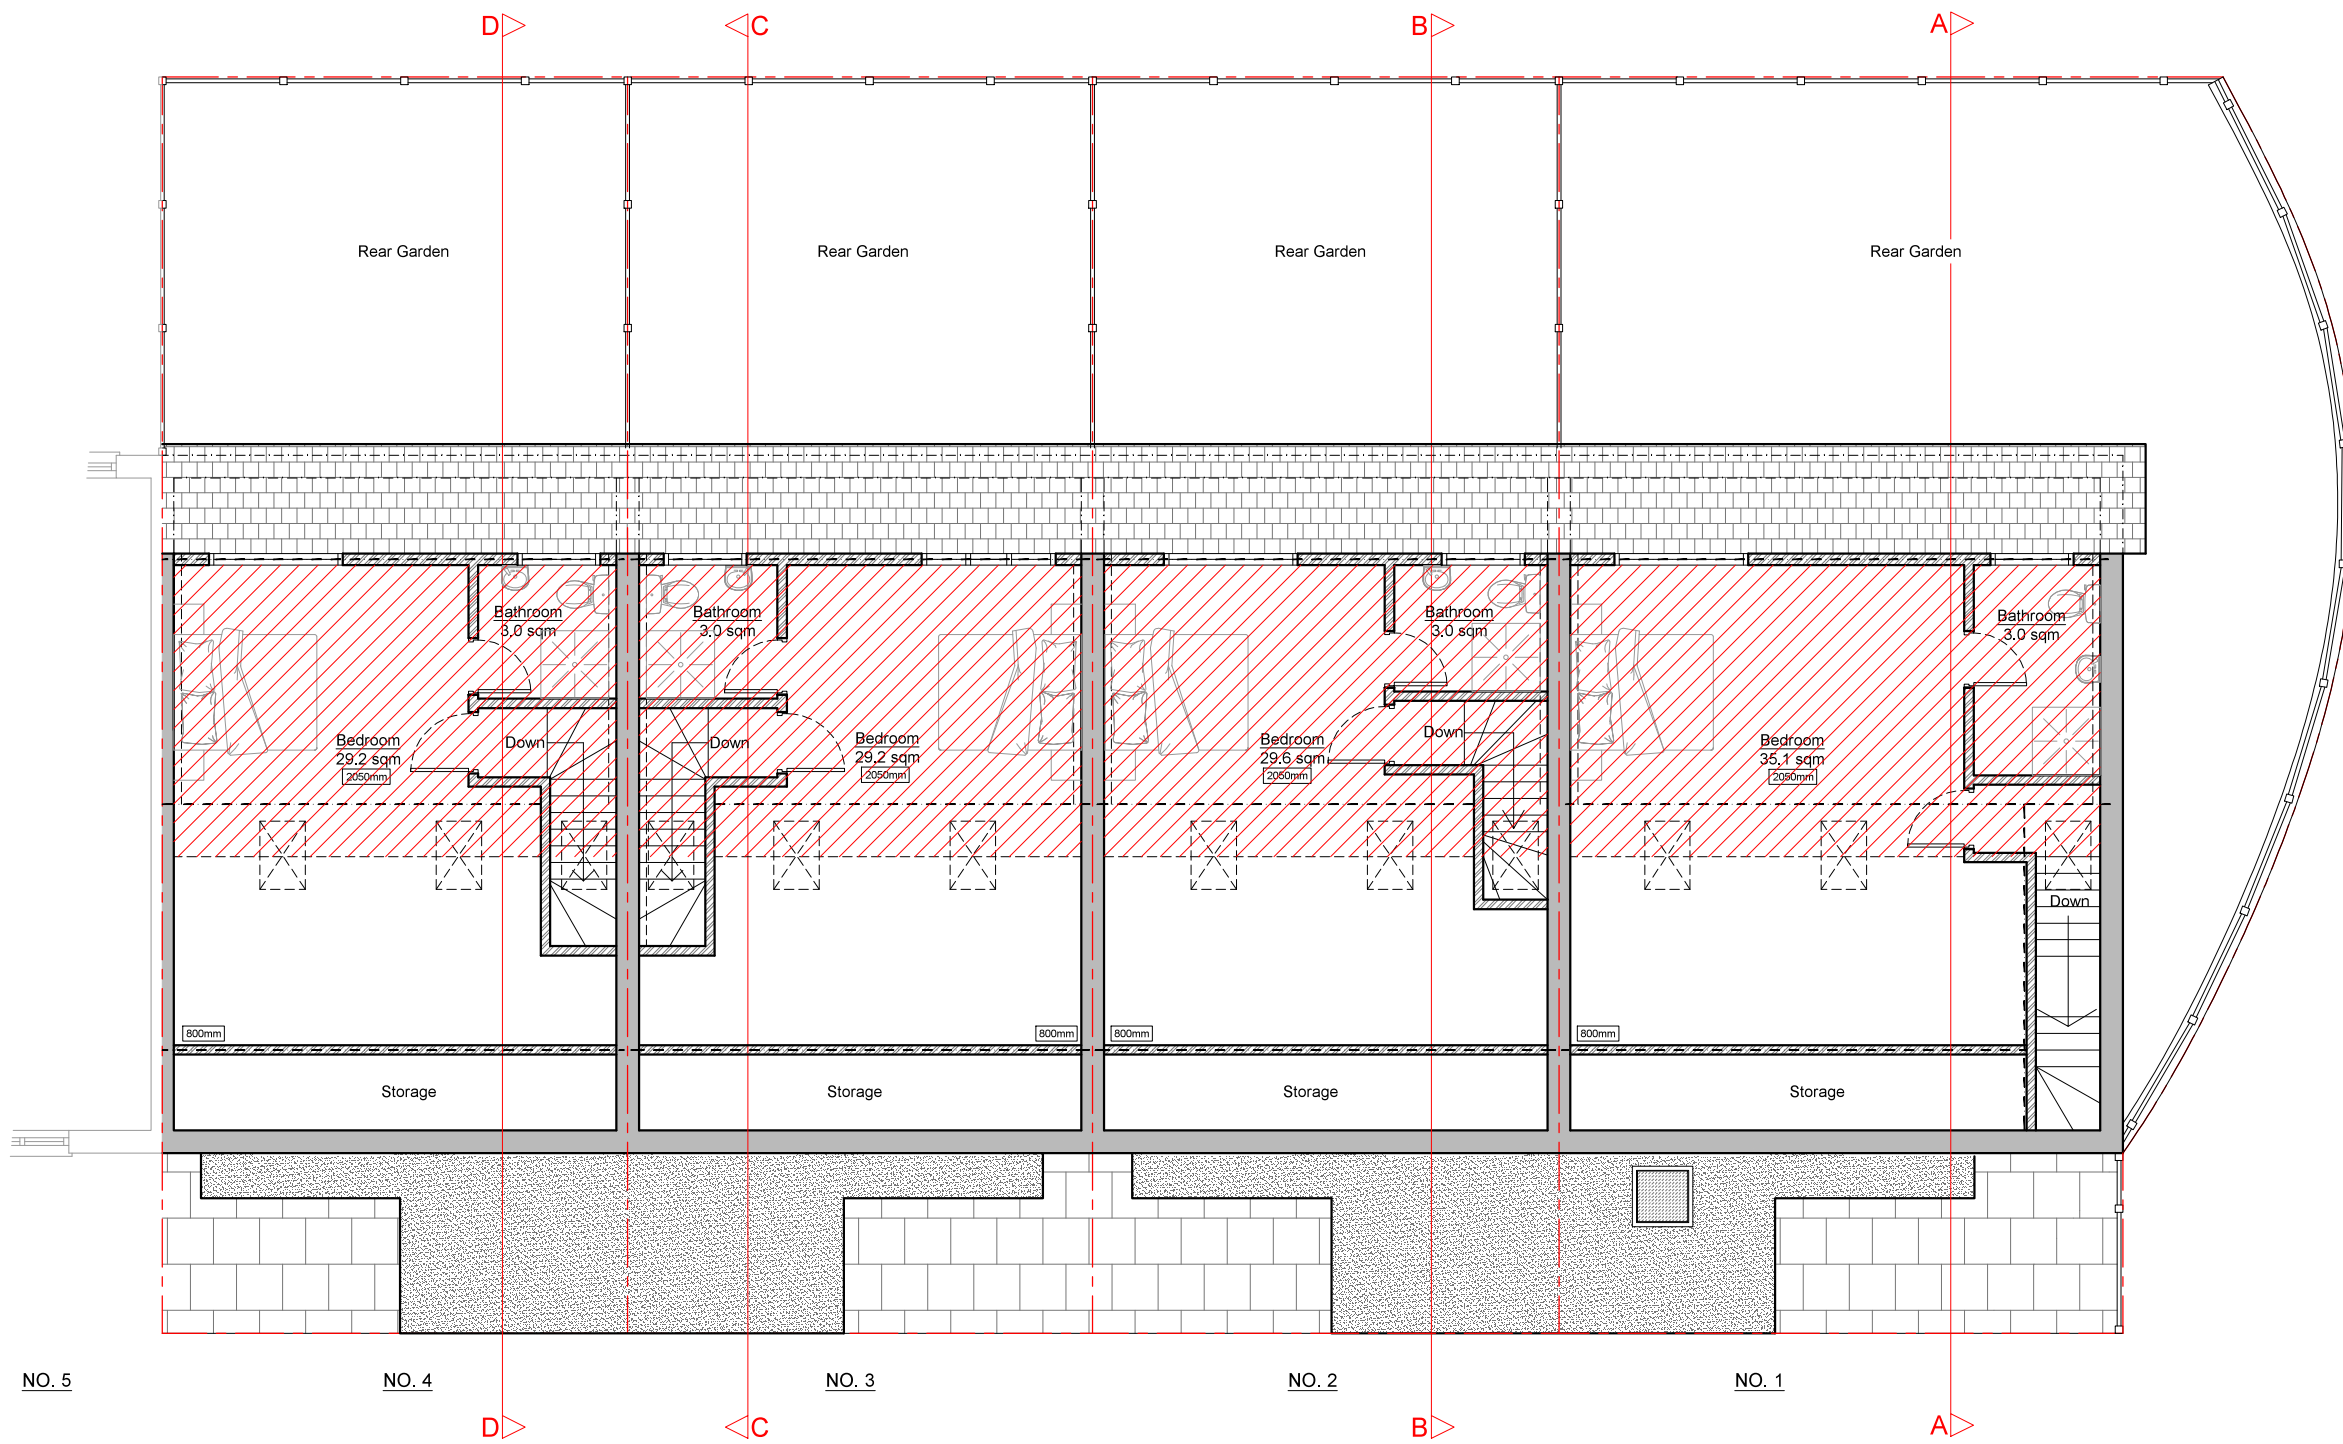 D
C
B
A
Rear Garden
Rear Garden
Rear Garden
Rear Garden
Bathroom
3.0 sqm
Bathroom
3.0 sqm
Bathroom
3.0 sqm
Bathroom
3.0 sqm
Bedroom
29.2 sqm
2050mm
Down
Down
Bedroom
29.2 sqm
2050mm
Bedroom
29.6 sqm
2050mm
Down
Bedroom
35.1 sqm
2050mm
Down
800mm
800mm
800mm
800mm
Storage
Storage
Storage
Storage
NO. 5
NO. 4
NO. 3
NO. 2
NO. 1
D
C
B
A